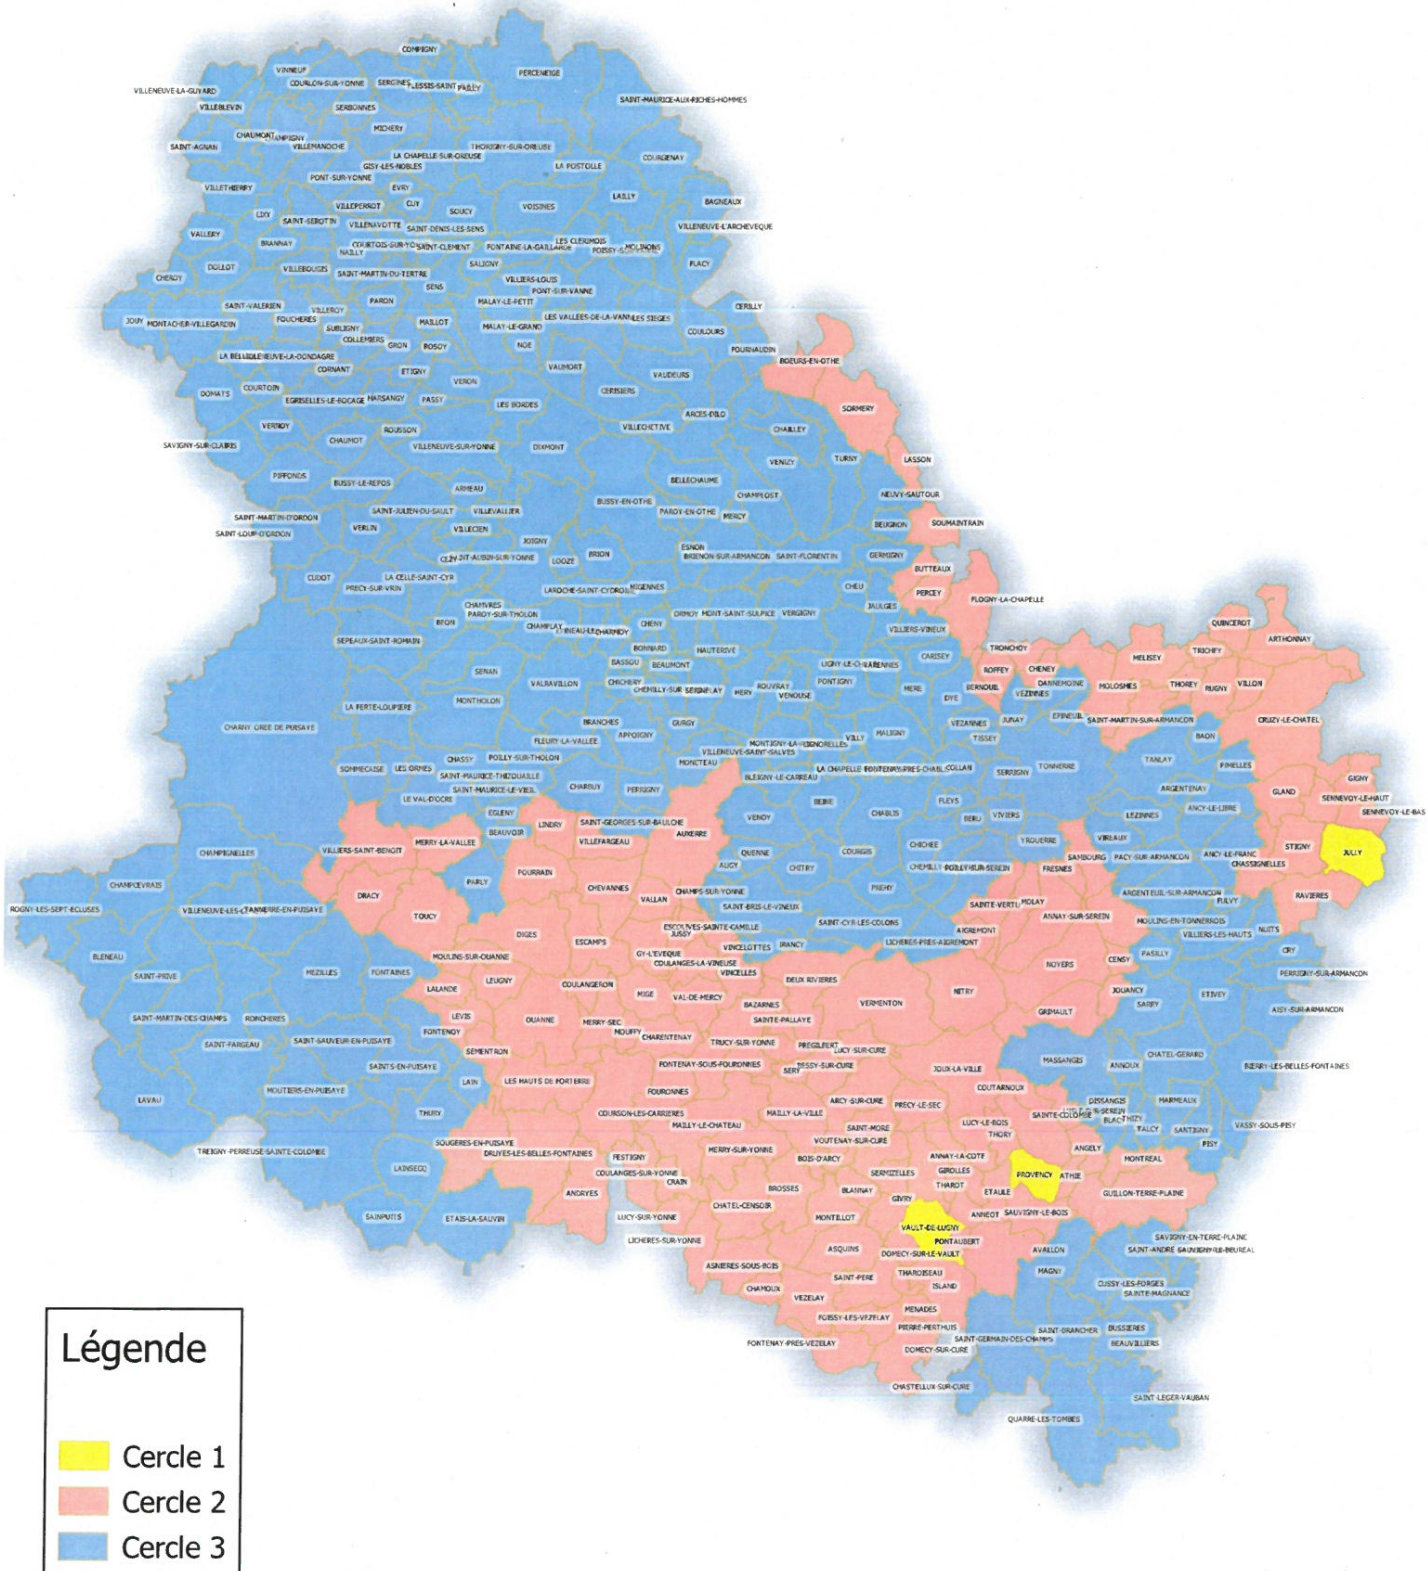 COMPIGNY
VINNEUF
PERCENEIGE
COURLON-SUR-YONNE
SERGINES
PLESSIS-SAINT
PAILLY
VILLENEUVE-LA-GUYARD
SAINT-MAURICE-AUX-RICHES-HOMMES
VILLEBLEVIN
SERBONNES
MICHERY
CHAUMONT
SAINT-AGNAN
VILLEMANOCHE
THORIGNY-SUR-OREUSE
LA CHAPELLE-SUR-OREUSE
COURGENAY
GISY-LES-NOBLES
LA POSTOLLE
PONT-SUR-YONNE
VILLETHIERRY
EVRY
LAILLY
CUY
BAGNEAUX
VILLEPERROT
VOISINES
LIXY
SOUCY
SAINT-SEROTIN
VILLENAVOTTE
SAINT-DENIS-LES-SENS
VILLENEUVE-L'ARCHEVEQUE
VALLERY
BRANNAY
SAINT-CLEMENT
FONTAINE-LA-GAILLARDE
LES CLERIMOIS
MOLINONS
NAILLY
FLACY
DOLLOT
VILLEBOUGIS
SAINT-MARTIN-DU-TERTRE
SALIGNY
CHEROY
VILLIERS-LOUIS
SENS
PONT-SUR-VANNE
SAINT-VALERIEN
VILLEROY
PARON
MALAY-LE-PETIT
CERILLY
JOUY
MONTACHER-VILLEGARDIN
FOUCHERES
SUBLIGNY
MAILLOT
MALAY-LE-GRAND
LES SIEGES
COULOURS
COLLEMIERS
GRON
ROSOY
NOE
FOURNAUDIN
CORNANT
ETIGNY
VAUMORT
VAUDEURS
BOEURS-EN-OTHE
DOMATS
COURTOIN
VERON
CERISIERS
EGRISELLES-LE-BOCAGE
MARSANGY
PASSY
LES BORDES
SORMERY
ARCES-DILO
VERNOY
ROUSSON
VILLECHETIVE
CHAILLEY
SAVIGNY-SUR-CLAIRIS
CHAUMOT
VILLENEUVE-SUR-YONNE
DIXMONT
VENIZY
TURNY
LASSON
PIFFONDS
BUSSY-LE-REPOS
ARMEAU
BELLECHAUME
BUSSY-EN-OTHE
CHAMPLOST
NEUVY-SAUTOUR
SAINT-MARTIN-D'ORDON
SAINT-JULIEN-DU-SAULT
VILLEVALLIER
PAROY-EN-OTHE
MERCY
BEUGNON
SOUMAINTRAIN
SAINT-LOUP-D'ORDON
VERLIN
VILLECIEN
JOIGNY
ESNON
BRION
BRIENON-SUR-ARMANCON
SAINT-FLORENTIN
GERMIGNY
LOOZE
BUTTEAUX
CUDOT
LA CELLE-SAINT-CYR
PRECY-SUR-VRIN
MIGENNES
CHEU
PERCEY
FLOGNY-LA-CHAPELLE
CHAMVRES
PAROY-SUR-THOLON
ORMOY
MONT-SAINT-SULPICE
VERGIGNY
JAULGES
BEON
CHAMPLAY
CHARMOY
CHENY
VILLIERS-VINEUX
QUINCEROT
SEPEAUX-SAINT-ROMAIN
BONNARD
HAUTERIVE
TRONCHOY
ARTHONNAY
BASSOU
BEAUMONT
CARISEY
MELISEY
TRICHEY
SENAN
VALRAVILLON
CHICHERY
SEIGNELAY
HERY
ROUVRAY
PONTIGNY
VARENNES
ROFFEY
CHENEY
DANNEMOINE
MOLOSMES
THOREY
RUGNY
VILLON
VENOUSE
MERE
DYE
BERNOUIL
VEZINNES
MONTHOLON
LA FERTE-LOUPIERE
BRANCHES
GURGY
VEZANNES
JUNAY
EPINEUIL
SAINT-MARTIN-SUR-ARMANCON
CRUZY-LE-CHATEL
CHARNY OREE DE PUISAYE
FLEURY-LA-VALLEE
APPOIGNY
VILLY
MALIGNY
TISSEY
BAON
VILLENEUVE-SAINT-SALVES
CHASSY
POILLY-SUR-THOLON
MONETEAU
COLLAN
TONNERRE
TANLAY
PIMELLES
SOMMECAISE
LES ORMES
SAINT-MAURICE-THIZOUAILLE
BLEIGNY-LE-CARREAU
SERRIGNY
GIGNY
SAINT-MAURICE-LE-VIEIL
CHARBUY
PERRIGNY
ARGENTENAY
GLAND
SENNEVOY-LE-HAUT
LE VAL-D'OCRE
BEINE
FLEYS
ANCY-LE-LIBRE
SENNEVOY-LE-BAS
EGLENY
CHABLIS
BERU
VIVIERS
LEZINNES
LINDRY
SAINT-GEORGES-SUR-BAULCHE
VENOY
BEAUVOIR
AUXERRE
MERRY-LA-VALLEE
VILLEFARGEAU
CHICHEE
YROUERRE
VIREAUX
STIGNY
JULLY
VILLIERS-SAINT-BENOIT
QUENNE
COURGIS
SAMBOURG
PACY-SUR-ARMANCON
ANCY-LE-FRANC
CHAMPIGNELLES
AUGY
CHITRY
POILLY-SUR-SEREIN
FRESNES
CHASSIGNELLES
POURRAIN
CHAMPCEVRAIS
PARLY
CHEVANNES
CHAMPS-SUR-YONNE
PREHY
ARGENTEUIL-SUR-ARMANCON
RAVIERES
DRACY
VALLAN
SAINT-BRIS-LE-VINEUX
SAINTE-VERTU
MOLAY
FULVY
ROGNY-LES-SEPT-ECLUSES
TANNERRE-EN-PUISAYE
TOUCY
ANNAY-SUR-SEREIN
MOULINS-EN-TONNERROIS
SAINT-CYR-LES-COLONS
ESCOLIVES-SAINTE-CAMILLE
JUSSY
AIGREMONT
VILLIERS-LES-HAUTS
NUITS
DIGES
ESCAMPS
VINCELOTTES
IRANCY
LICHERES-PRES-AIGREMONT
CRY
BLENEAU
MOULINS-SUR-OUANNE
GY-L'EVEQUE
COULANGES-LA-VINEUSE
NOYERS
CENSY
PASILLY
SAINT-PRIVE
MEZILLES
FONTAINES
VINCELLES
PERRIGNY-SUR-ARMANCON
LEUGNY
COULANGERON
DEUX RIVIERES
LALANDE
MIGE
VAL-DE-MERCY
NITRY
JOUANCY
ETIVEY
BAZARNES
VERMENTON
SARRY
LEVIS
GRIMAULT
AISY-SUR-ARMANCON
SAINT-MARTIN-DES-CHAMPS
RONCHERES
OUANNE
MERRY-SEC
SAINTE-PALLAYE
FONTENOY
MOUFFY
CHARENTENAY
SAINT-FARGEAU
SAINT-SAUVEUR-EN-PUISAYE
TRUCY-SUR-YONNE
PREGILBERT
SEMENTRON
LUCY-SUR-CURE
MASSANGIS
CHATEL-GERARD
SAINTS-EN-PUISAYE
FONTENAY-SOUS-FOURONNES
SERY
BESSY-SUR-CURE
JOUX-LA-VILLE
ANNOUX
BIERRY-LES-BELLES-FONTAINES
LAIN
LES HAUTS DE FORTERRE
MOUTIERS-EN-PUISAYE
FOURONNES
COUTARNOUX
LAVAU
ARCY-SUR-CURE
PRECY-LE-SEC
DISSANGIS
MARMEAUX
THURY
COURSON-LES-CARRIERES
MAILLY-LA-VILLE
SAINTE-COLOMBE
THIZY
MAILLY-LE-CHATEAU
LUCY-LE-BOIS
VASSY-SOUS-PISY
SAINT-MORE
TALCY
SANTIGNY
SOUGERES-EN-PUISAYE
VOUTENAY-SUR-CURE
THORY
PISY
TREIGNY-PERREUSE-SAINTE-COLOMBE
DRUYES-LES-BELLES-FONTAINES
FESTIGNY
MERRY-SUR-YONNE
ANGELY
BOIS-D'ARCY
ANNAY-LA-COTE
MONTREAL
LAINSECQ
COULANGES-SUR-YONNE
SERMIZELLES
GIROLLES
PROVENCY
ATHIE
CRAIN
BROSSES
BLANNAY
THAROT
ETAULE
GUILLON-TERRE-PLAINE
ANDRYES
CHATEL-CENSOIR
GIVRY
SAINPUITS
ETAIS-LA-SAUVIN
LUCY-SUR-YONNE
MONTILLOT
ANNEOT
SAUVIGNY-LE-BOIS
VAULT-DE-LUGNY
LICHERES-SUR-YONNE
PONTAUBERT
SAVIGNY-EN-TERRE-PLAINE
ASQUINS
DOMECY-SUR-LE-VAULT
AVALLON
ASNIERES-SOUS-BOIS
THAROISEAU
MAGNY
SAINT-PERE
ISLAND
CUSSY-LES-FORGES
CHAMOUX
VEZELAY
SAINTE-MAGNANCE
MENADES
FOISSY-LES-VEZELAY
PIERRE-PERTHUIS
SAINT-BRANCHER
BUSSIERES
FONTENAY-PRES-VEZELAY
SAINT-GERMAIN-DES-CHAMPS
BEAUVILLIERS
DOMECY-SUR-CURE
CHASTELLUX-SUR-CURE
SAINT-LEGER-VAUBAN
QUARRE-LES-TOMBES
Légende
Cercle 1
Cercle 2
Cercle 3